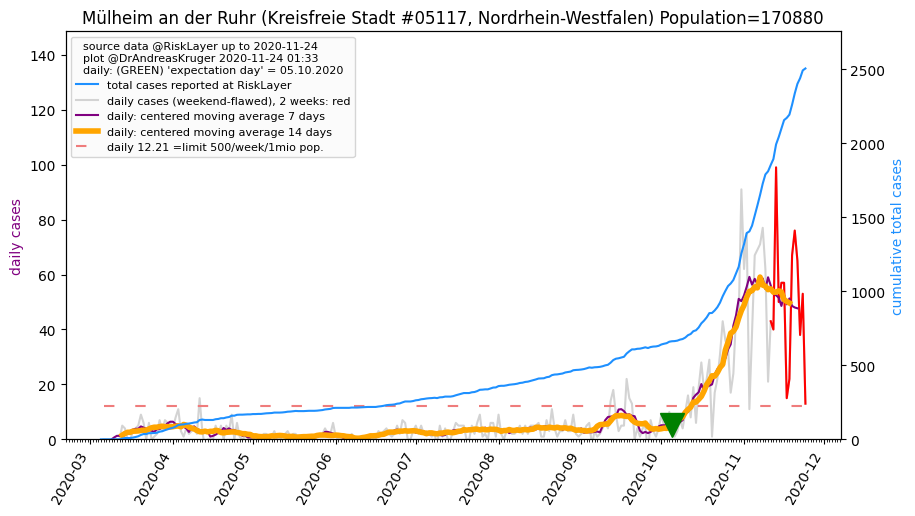 Mülheim an der Ruhr (Kreisfreie Stadt #05117, Nordrhein-Westfalen) Population=170880
source data @RiskLayer up to 2020-11-24
plot @DrAndreasKruger 2020-11-24 01:33
daily: (GREEN) 'expectation day' = 05.10.2020
total cases reported at RiskLayer
daily cases (weekend-flawed), 2 weeks: red
daily: centered moving average 7 days
daily: centered moving average 14 days
daily 12.21 =limit 500/week/1mio pop.
daily cases
140
120
100
80
60
40
20
0
cumulative total cases
2500
2000
1500
1000
500
0
2020-03
2020-04
2020-05
2020-06
2020-07
2020-08
2020-09
2020-10
2020-11
2020-12